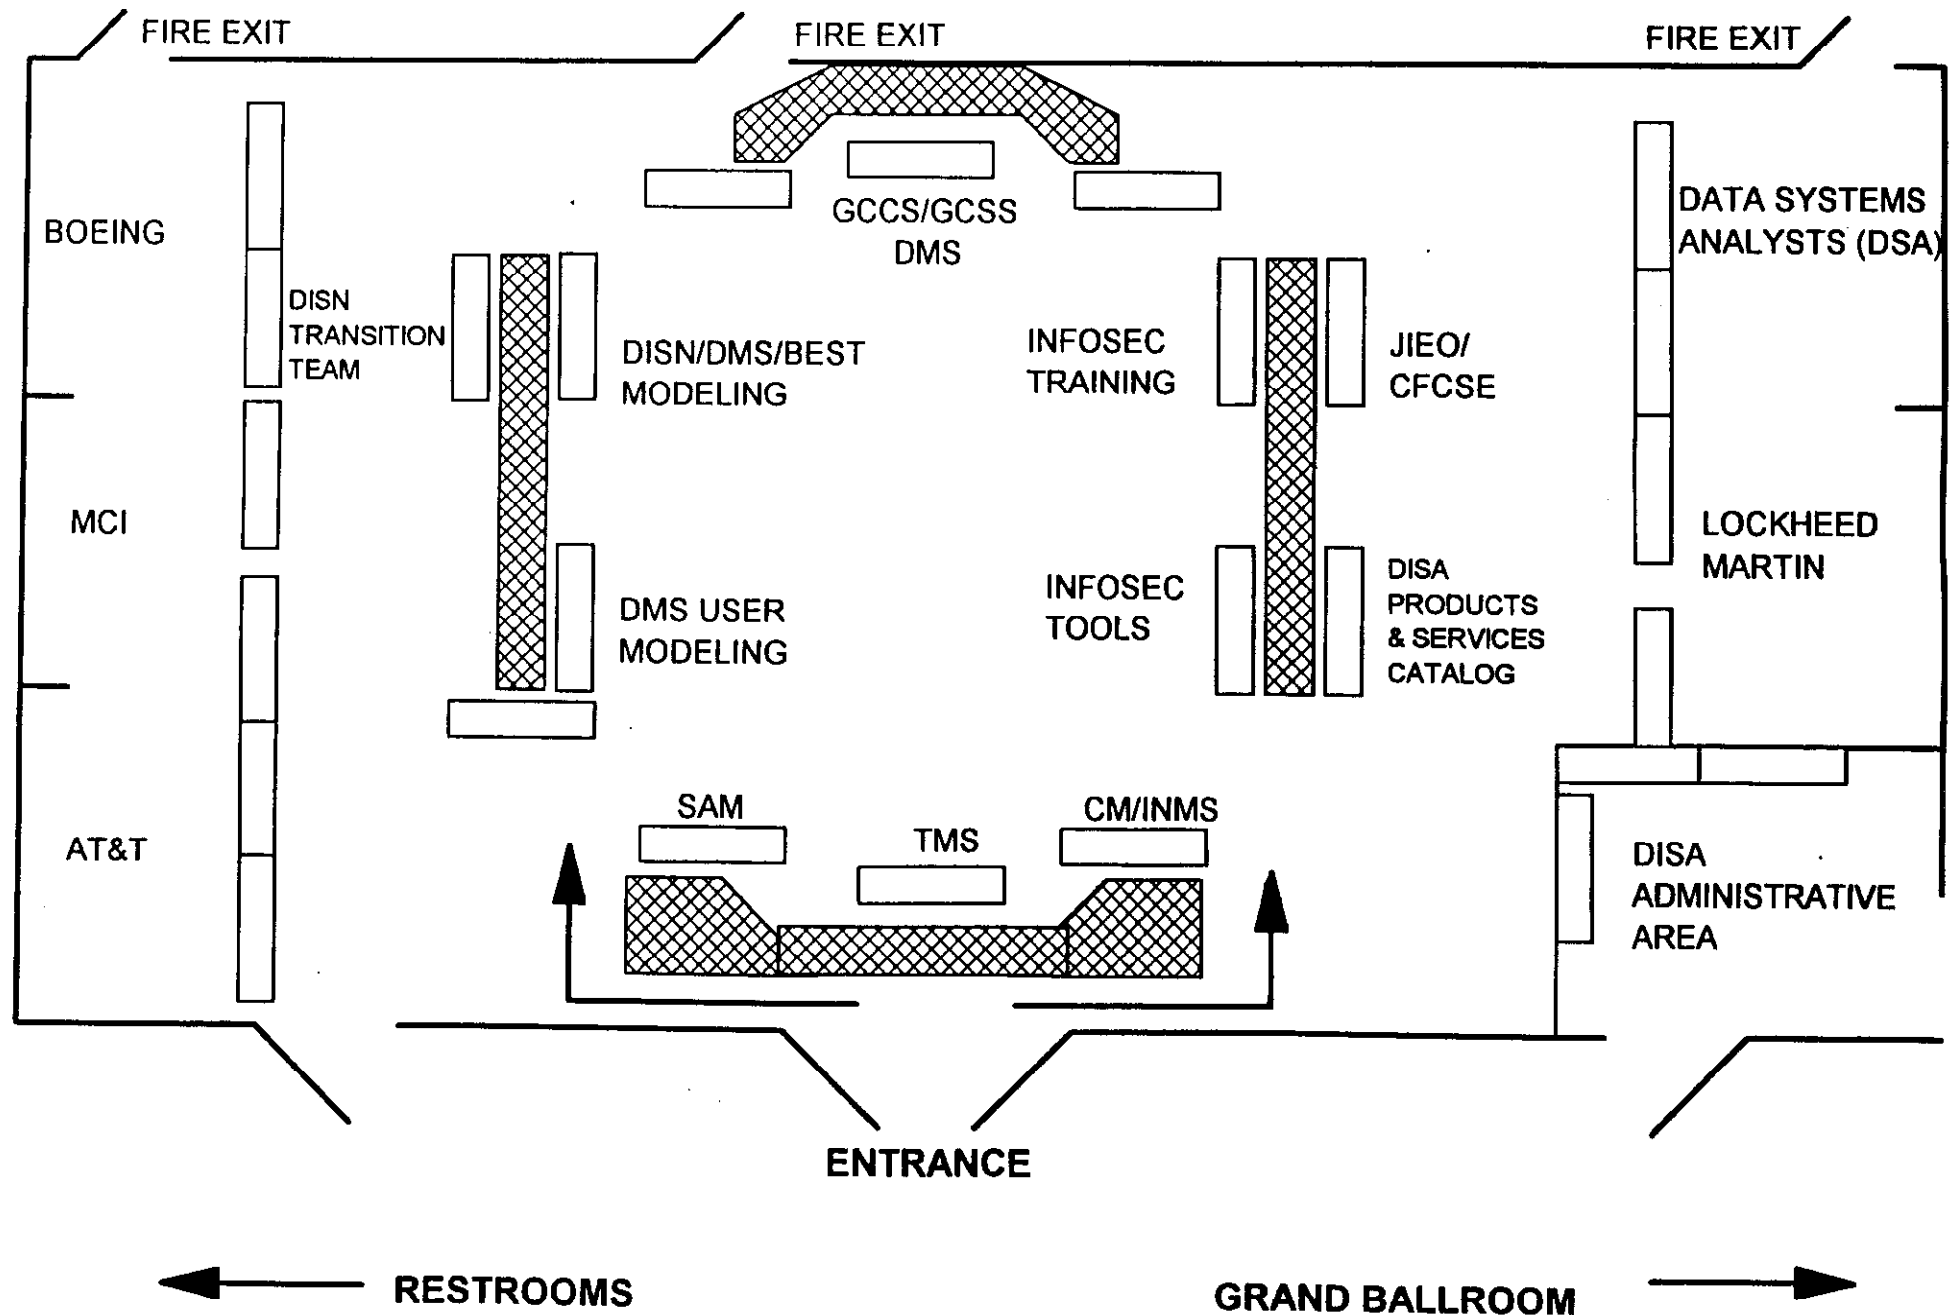 FIRE EXIT
FIRE EXIT
FIRE EXIT
BOEING
DISN
TRANSITION
TEAM
DISN/DMS/BEST
MODELING
GCCS/GCSS
DMS
INFOSEC
TRAINING
JIEO/
CFCSE
DATA SYSTEMS
ANALYSTS (DSA)
MCI
DMS USER
MODELING
INFOSEC
TOOLS
DISA
PRODUCTS
& SERVICES
CATALOG
LOCKHEED
MARTIN
AT&T
SAM
TMS
CM/INMS
DISA
ADMINISTRATIVE
AREA
ENTRANCE
RESTROOMS
GRAND BALLROOM